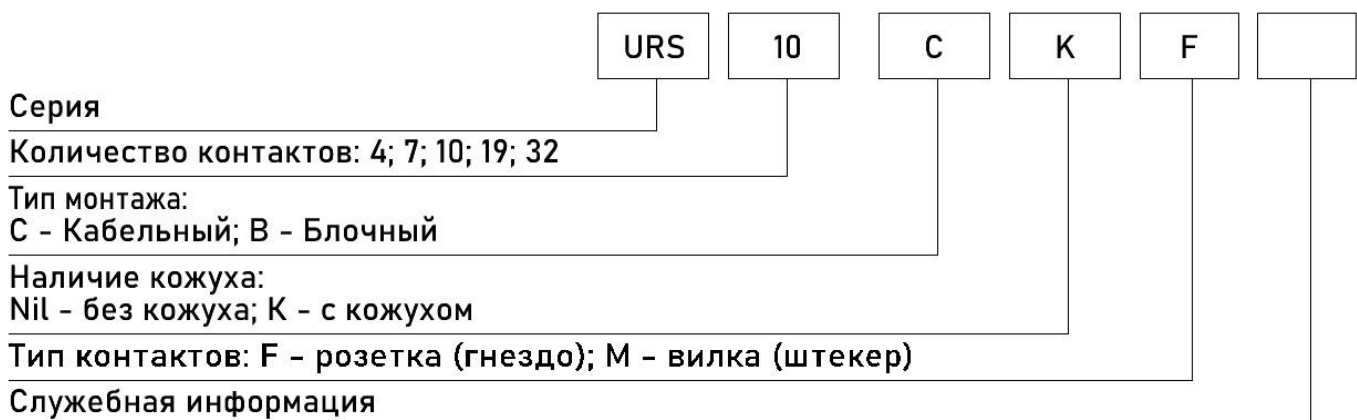 URS 10 C K F
Серия
Количество контактов: 4; 7; 10; 19; 32
Тип монтажа:
C - Кабельный; B - Блочный
Наличие кожуха:
Nil - без кожуха; K - с кожухом
Тип контактов: F - розетка (гнездо); M - вилка (штекер)
Служебная информация